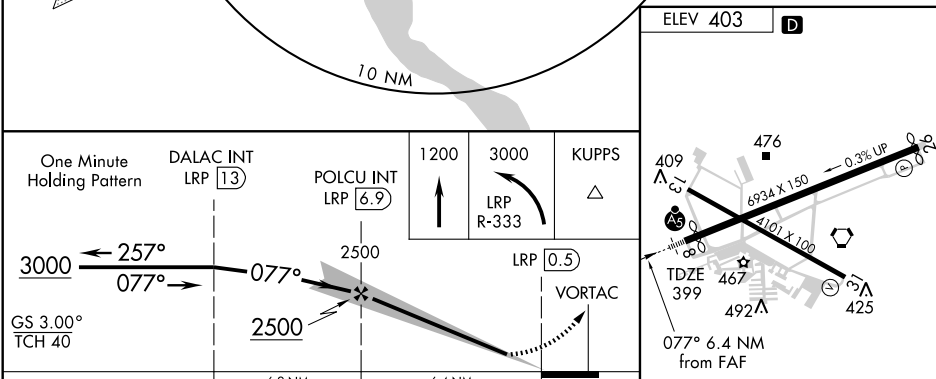 10 NM
One Minute
Holding Pattern
DALAC INT
LRP 13
POLCU INT
LRP 6.9
1200
3000
LRP
R-333
KUPPS
2500
LRP 0.5
VORTAC
3000
257°
077°
077°
2500
GS 3.00°
TCH 40
ELEV 403
D
476
409
13
0.3% UP
26
P
6934 X 150
4101 X 100
A5
8
TDZE
399
467
492
V
31
425
077° 6.4 NM
from FAF